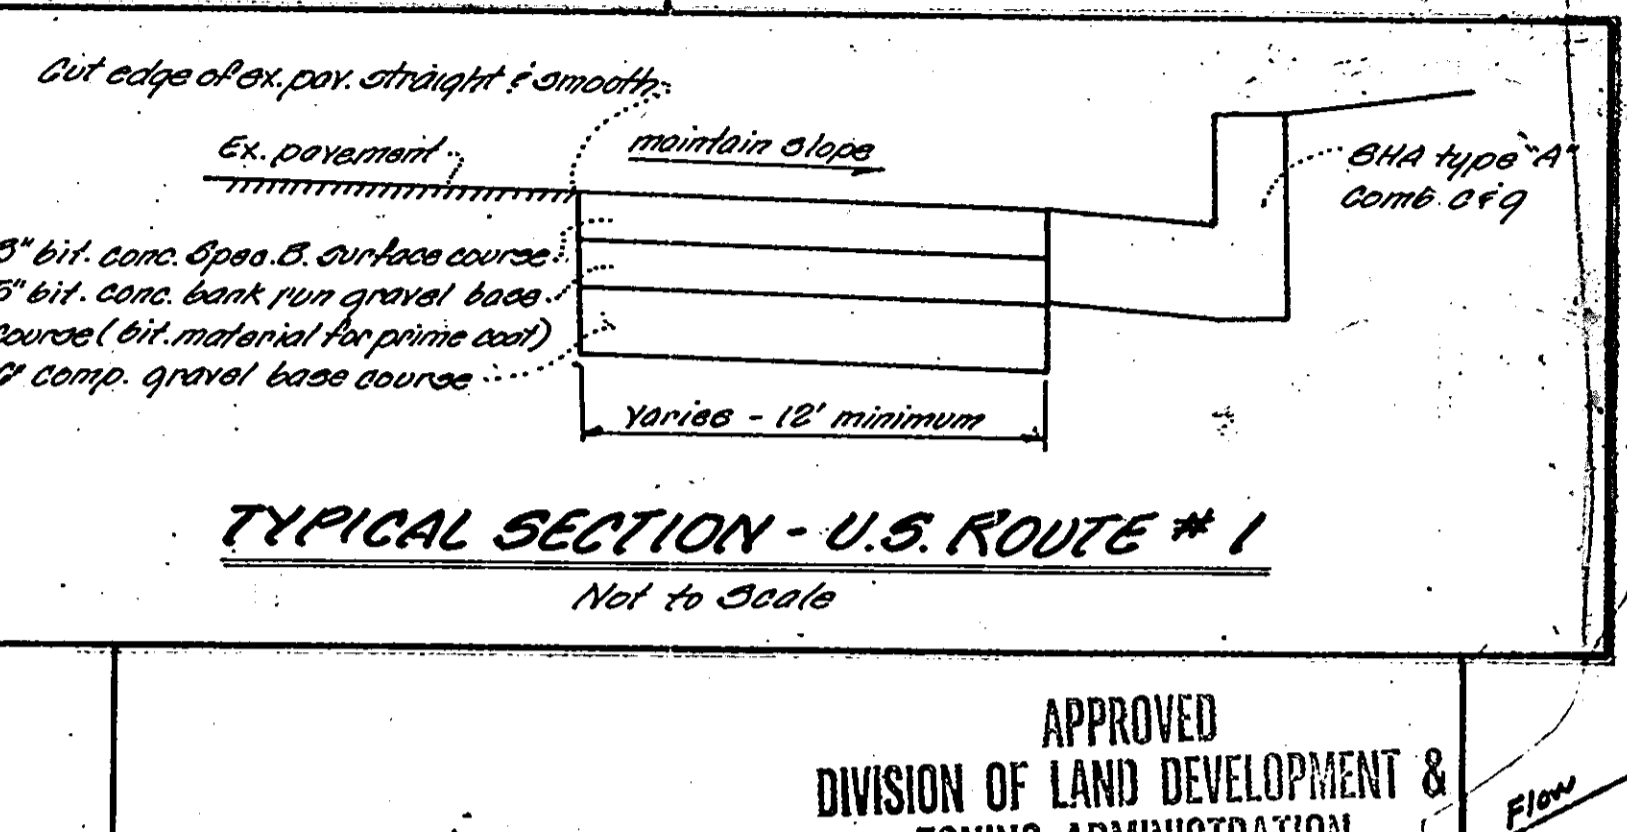 Cut edge of ex. pav. straight & smooth
Ex. pavement
maintain slope
SHA type "A"
Comb. c & g
3" bit. conc. Spec. B. surface course
5" bit. conc. bank run gravel base
course (bit. material for prime coat)
comp. gravel base course
Varies - 12' minimum
TYPICAL SECTION - U.S. ROUTE # 1
Not to Scale
APPROVED
DIVISION OF LAND DEVELOPMENT &
ZONING ADMINISTRATION
Flow